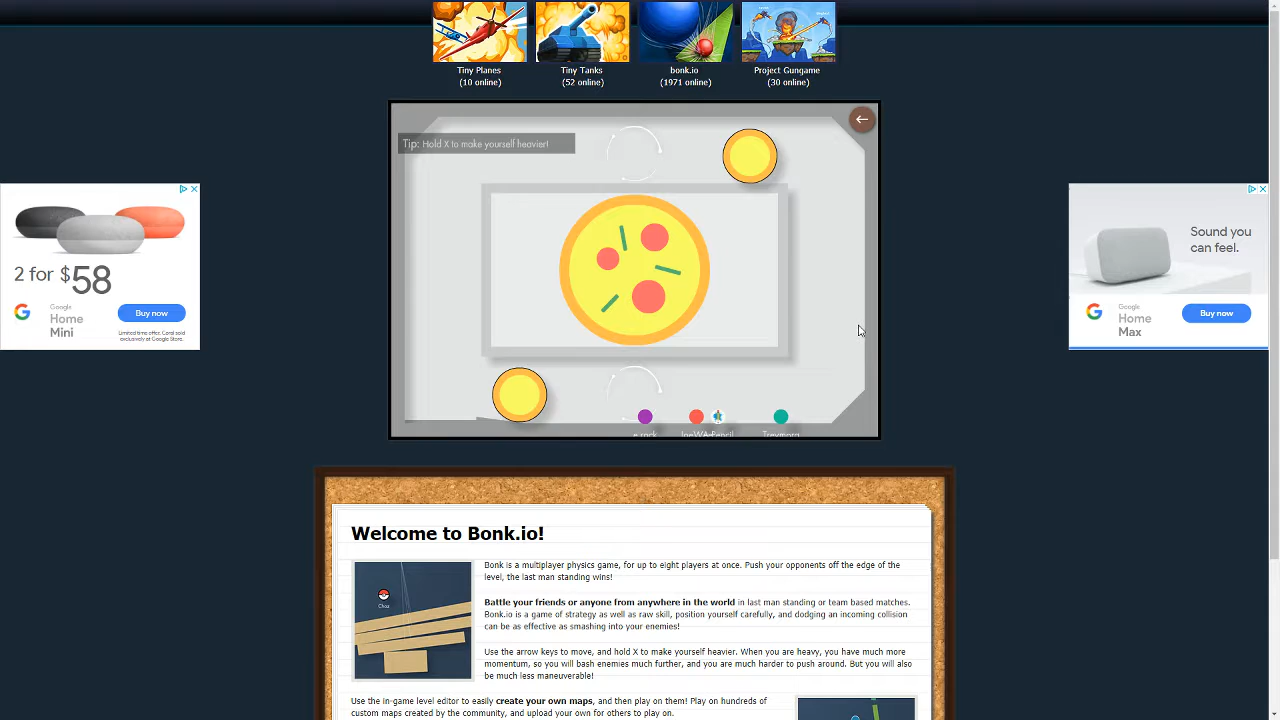 Tiny Planes
(10 online)
Tiny Tanks
(52 online)
bonk.io
(1971 online)
Project Gungame
(30 online)
Tip: Hold X to make yourself heavier!
2 for $58
Google
Home
Mini
Buy now
Limited time offer. Coral sold
exclusively at Google Store.
Sound you
can feel.
Google
Home
Max
Buy now
Welcome to Bonk.io!
Bonk is a multiplayer physics game, for up to eight players at once. Push your opponents off the edge of the
level, the last man standing wins!
Battle your friends or anyone from anywhere in the world in last man standing or team based matches.
Bonk.io is a game of strategy as well as raw skill, position yourself carefully, and dodging an incoming collision
can be as effective as smashing into your enemies!
Use the arrow keys to move, and hold X to make yourself heavier. When you are heavy, you have much more
momentum, so you will bash enemies much further, and you are much harder to push around. But you will also
be much less maneuverable!
Choz
Use the in-game level editor to easily create your own maps, and then play on them! Play on hundreds of
custom maps created by the community, and upload your own for others to play on.